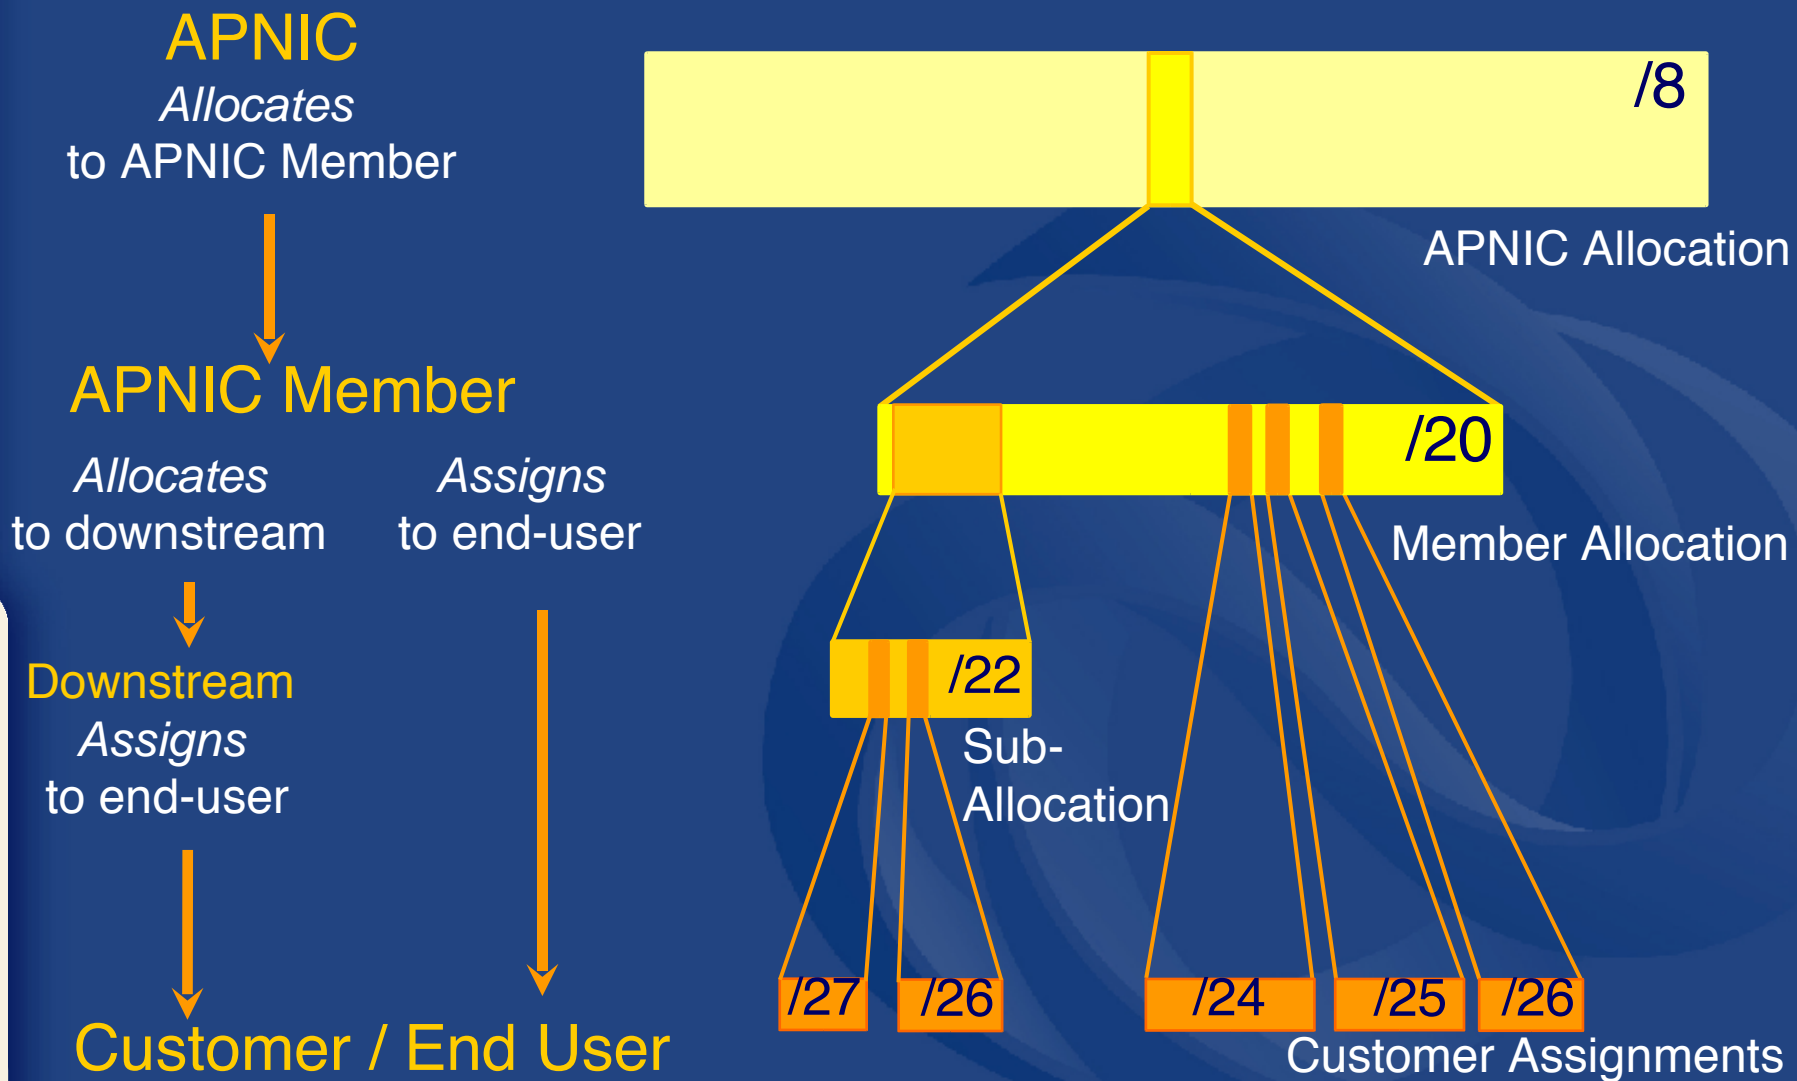 APNIC
Allocates
to APNIC Member
/8
APNIC Allocation
APNIC Member
Allocates
to downstream
Assigns
to end-user
/20
Member Allocation
Downstream
Assigns
to end-user
/22
Sub-
Allocation
/27
/26
/24
/25
/26
Customer / End User
Customer Assignments